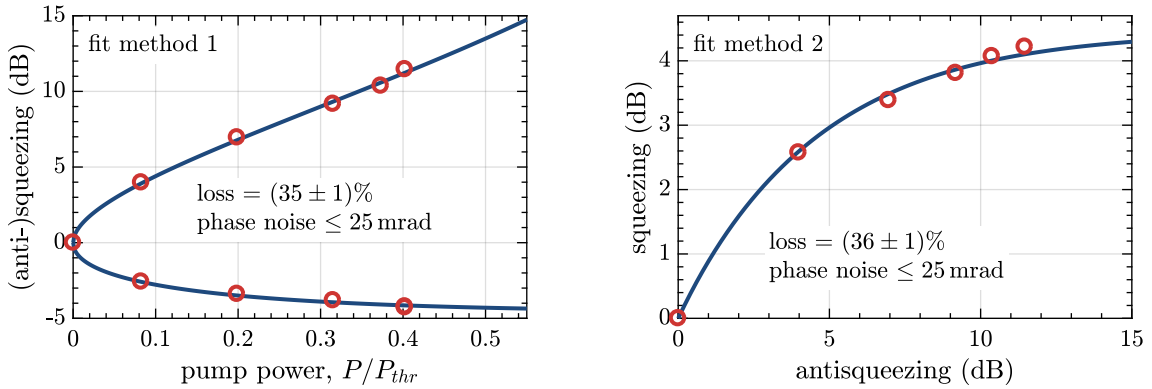 fit method 1
(anti-)squeezing (dB)
15
10
5
0
-5
loss = (35 ± 1)%
phase noise ≤ 25 mrad
0 0.1 0.2 0.3 0.4 0.5
pump power, P/P_thr
fit method 2
squeezing (dB)
4
3
2
1
0
loss = (36 ± 1)%
phase noise ≤ 25 mrad
0 5 10 15
antisqueezing (dB)